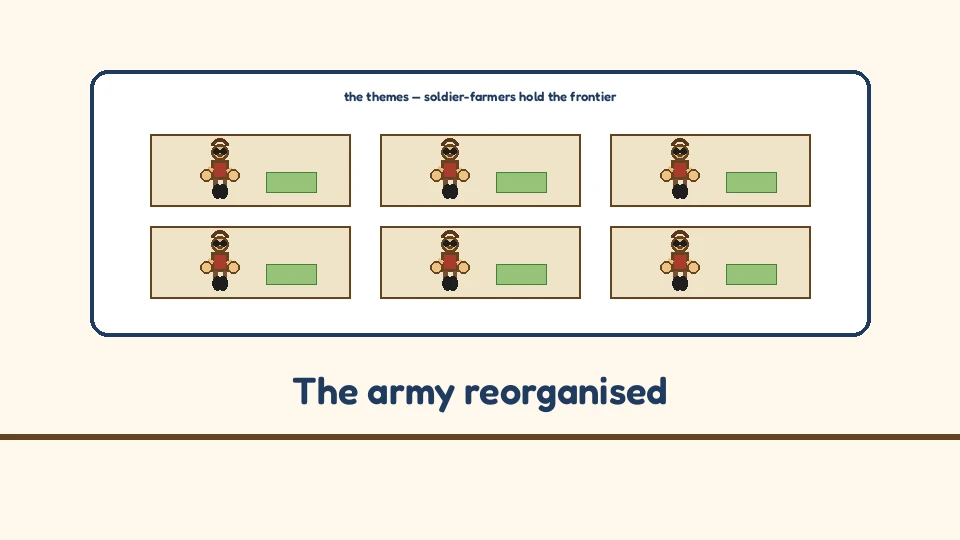 the themes — soldier-farmers hold the frontier
The army reorganised